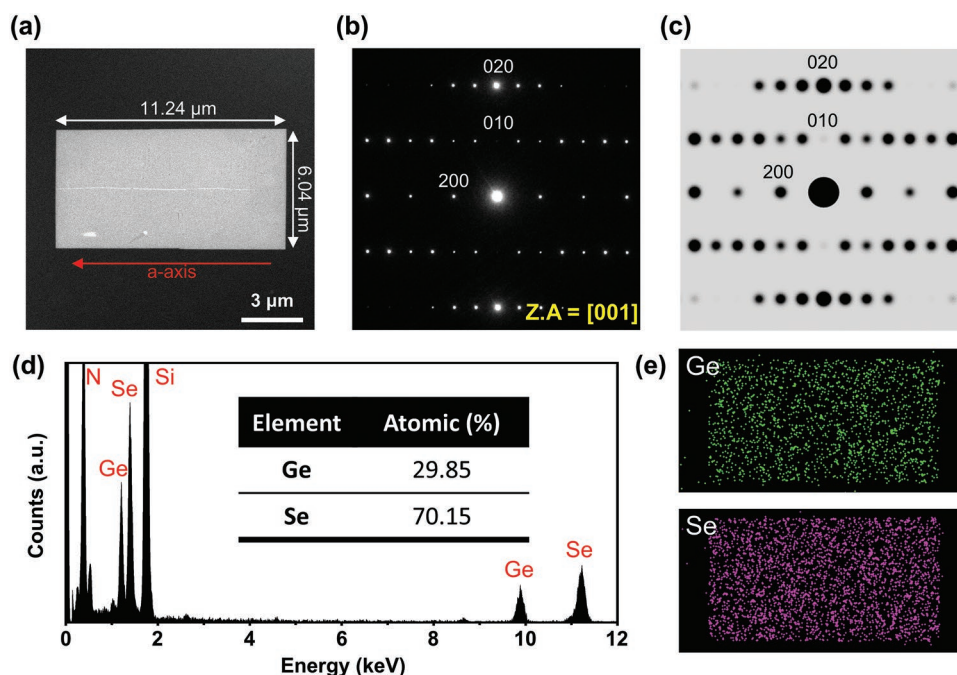 (a)
11.24 µm
6.04 µm
a-axis
3 µm
(b)
020
010
200
Z.A = [001]
(c)
020
010
200
(d)
N
Se
Si
Ge
Element Atomic (%)
Ge 29.85
Se 70.15
Ge
Se
Counts (a.u.)
0 2 4 6 8 10 12
Energy (keV)
(e)
Ge
Se